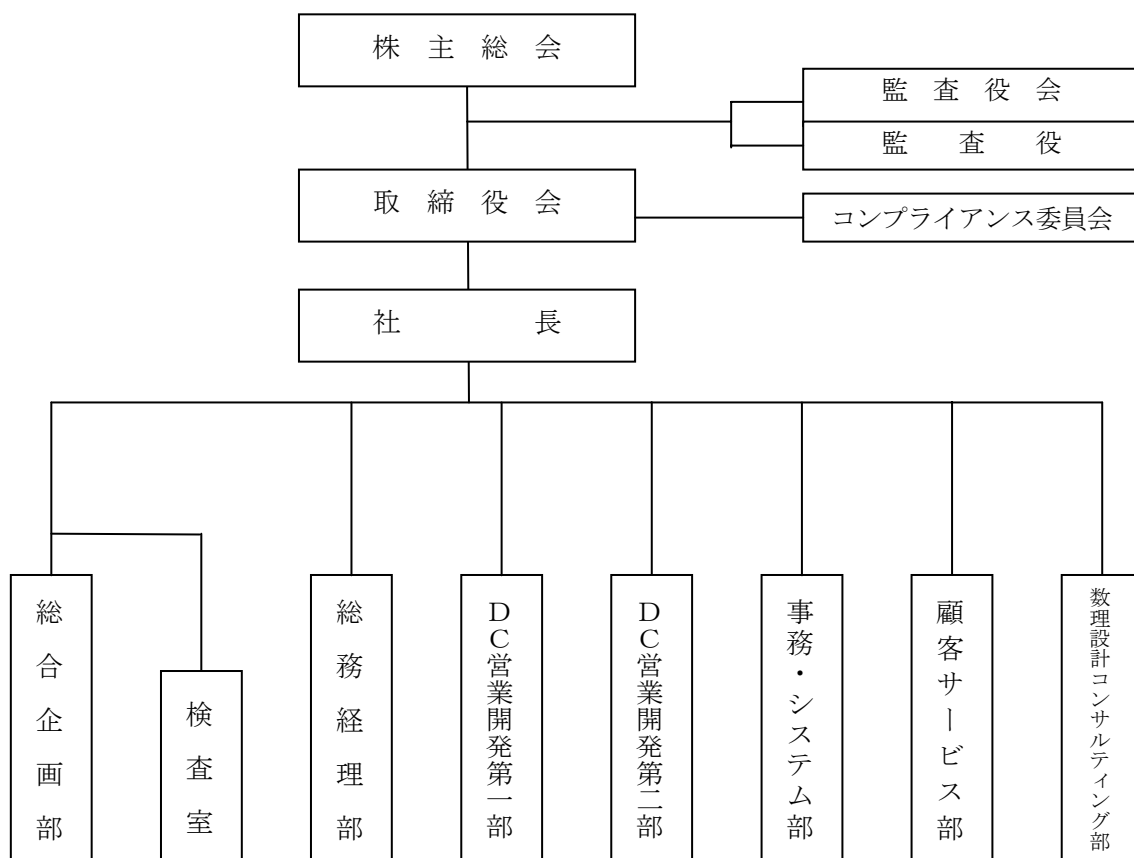 株主総会
監査役会
監査役
取締役会
コンプライアンス委員会
社長
総合企画部
検査室
総務経理部
DC営業開発第一部
DC営業開発第二部
事務・システム部
顧客サービス部
数理設計コンサルティング部